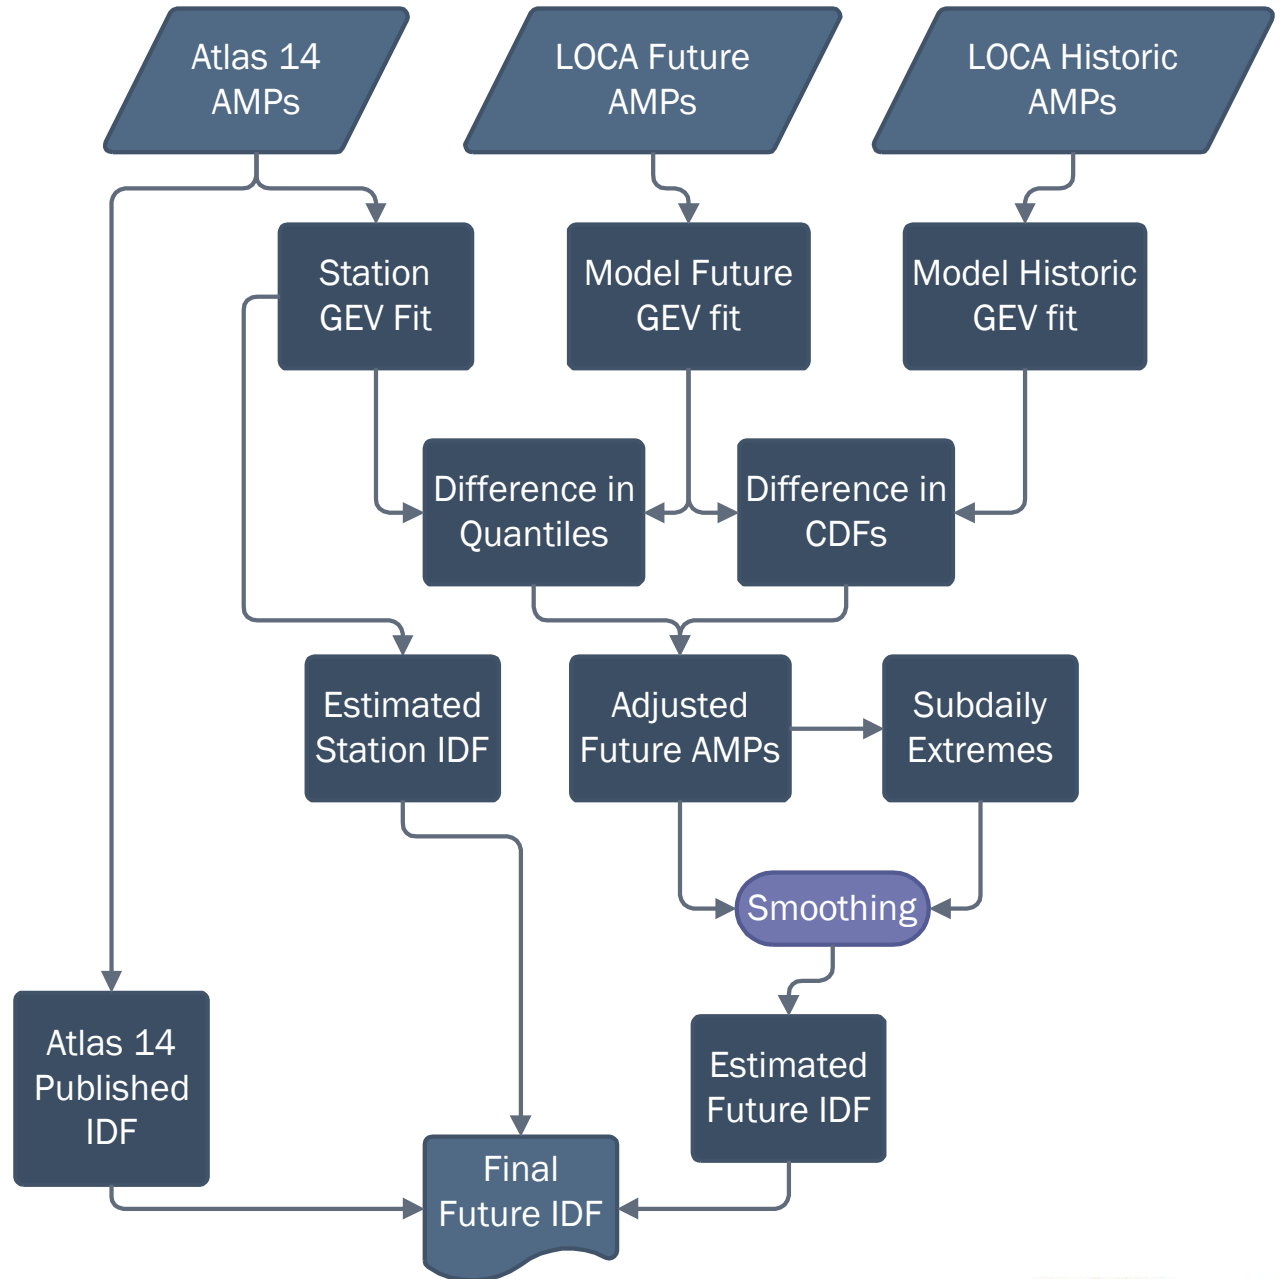 Atlas 14
AMPs
LOCA Future
AMPs
LOCA Historic
AMPs
Station
GEV Fit
Model Future
GEV fit
Model Historic
GEV fit
Difference in
Quantiles
Difference in
CDFs
Estimated
Station IDF
Adjusted
Future AMPs
Subdaily
Extremes
Smoothing
Atlas 14
Published
IDF
Estimated
Future IDF
Final
Future IDF